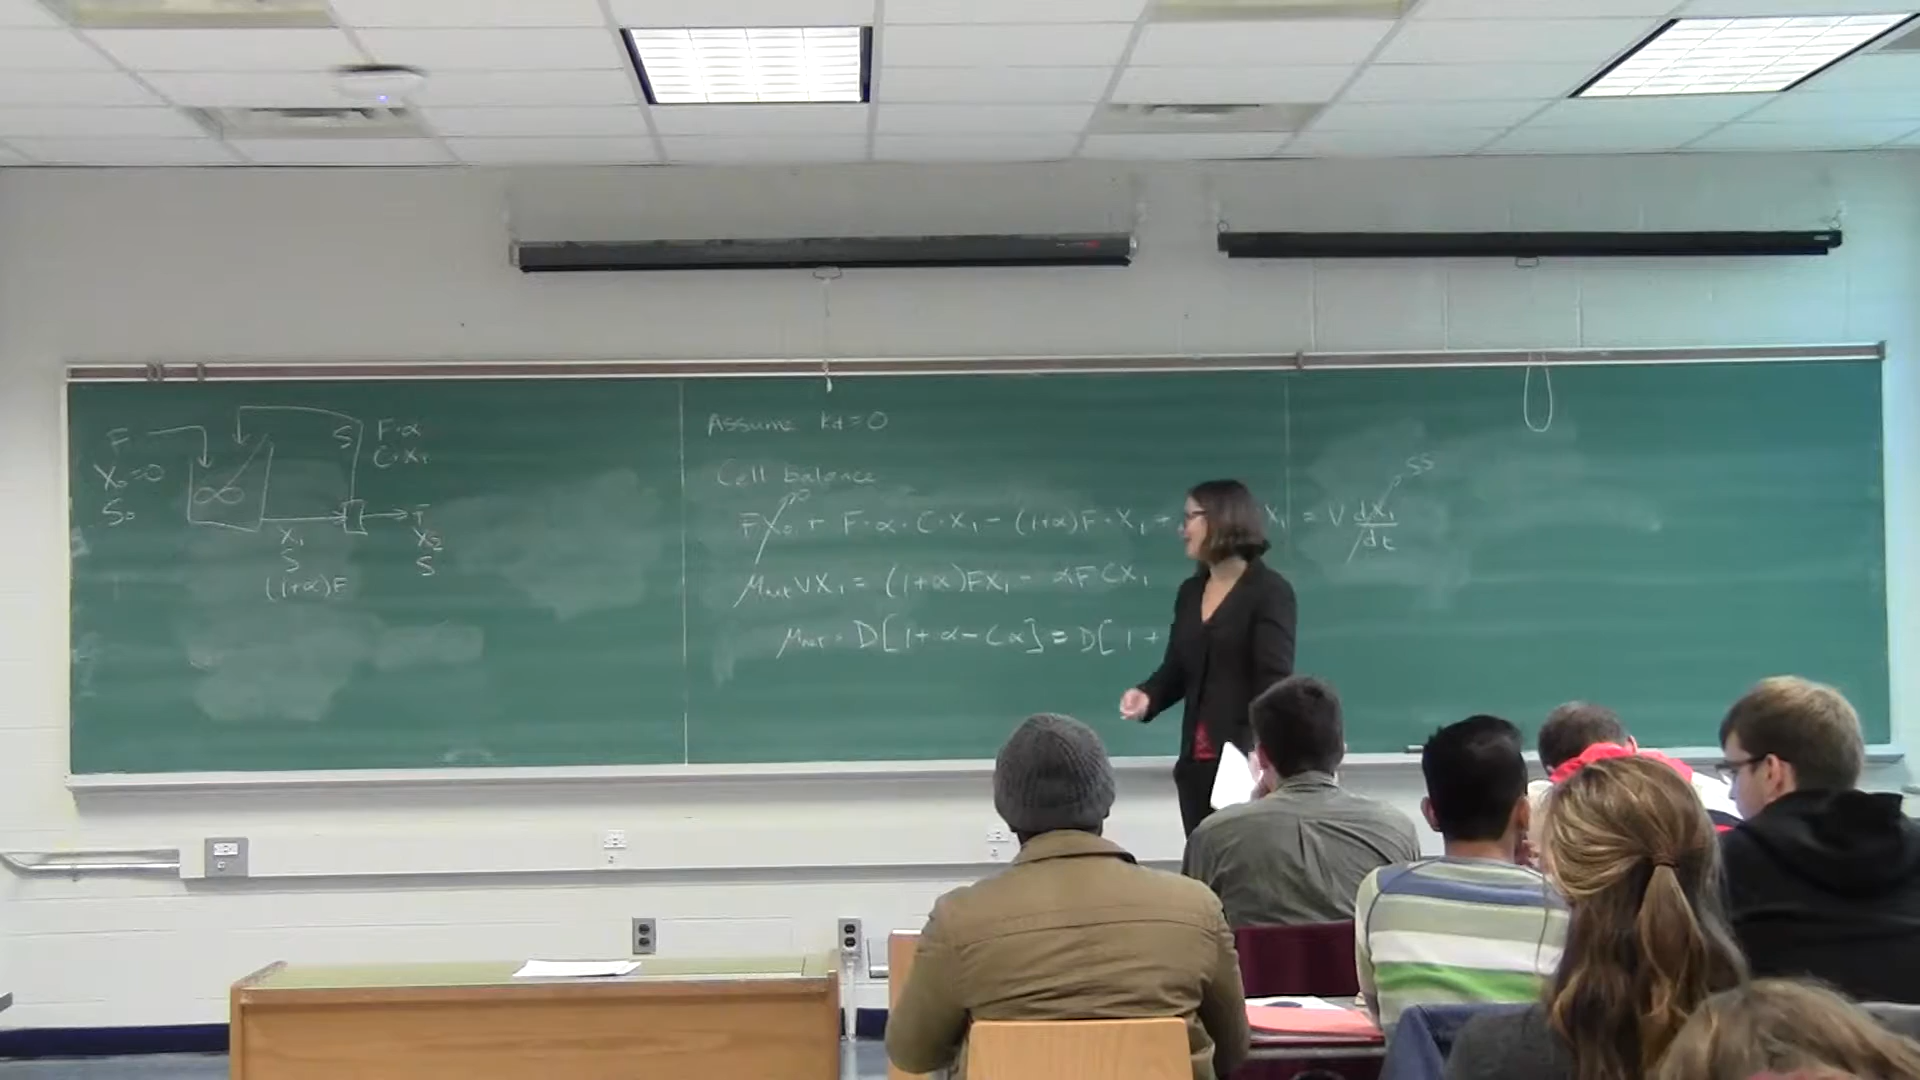 F
X₀=0
S₀
S
F·α
C·X₁
X₁
S
(1+α)F
F
X₂
S
Assume kd=0
Cell balance
0
FX₀ + F·α·C·X₁ - (1+α)F·X₁ + X₁ = V dX₁/dt
SS
μnet VX₁ = (1+α)FX₁ - αFCX₁
μnet = D[1+α-Cα] = D[1+